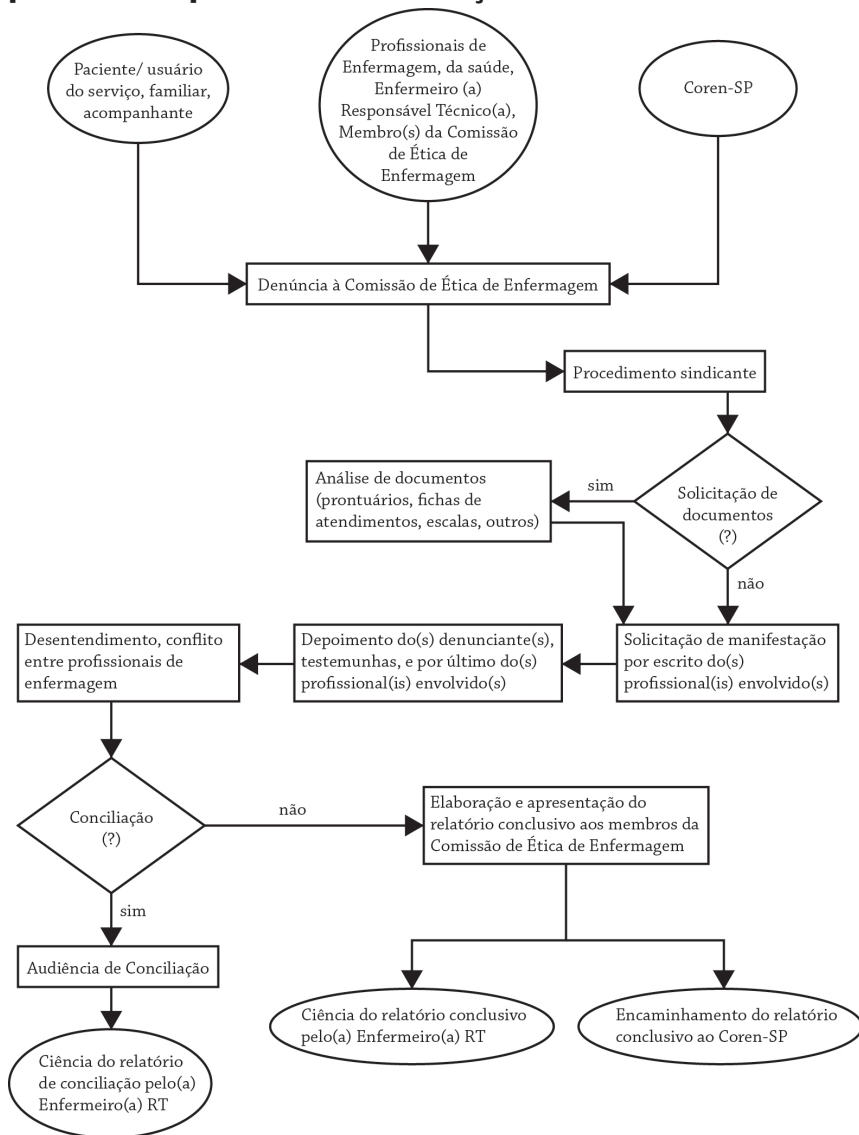 Paciente/ usuário
do serviço, familiar,
acompanhante
Profissionais de
Enfermagem, da saúde,
Enfermeiro (a)
Responsável Técnico(a),
Membro(s) da Comissão
de Ética de
Enfermagem
Coren-SP
Denúncia à Comissão de Ética de Enfermagem
Procedimento sindicante
Solicitação de
documentos
(?)
sim
Análise de documentos
(prontuários, fichas de
atendimentos, escalas, outros)
não
Solicitação de manifestação
por escrito do(s)
profissional(is) envolvido(s)
Depoimento do(s) denunciante(s),
testemunhas, e por último do(s)
profissional(is) envolvido(s)
Desentendimento, conflito
entre profissionais de
enfermagem
Conciliação
(?)
não
Elaboração e apresentação do
relatório conclusivo aos membros da
Comissão de Ética de Enfermagem
sim
Audiência de Conciliação
Ciência do relatório
de conciliação pelo(a)
Enfermeiro(a) RT
Ciência do relatório conclusivo
pelo(a) Enfermeiro(a) RT
Encaminhamento do relatório
conclusivo ao Coren-SP